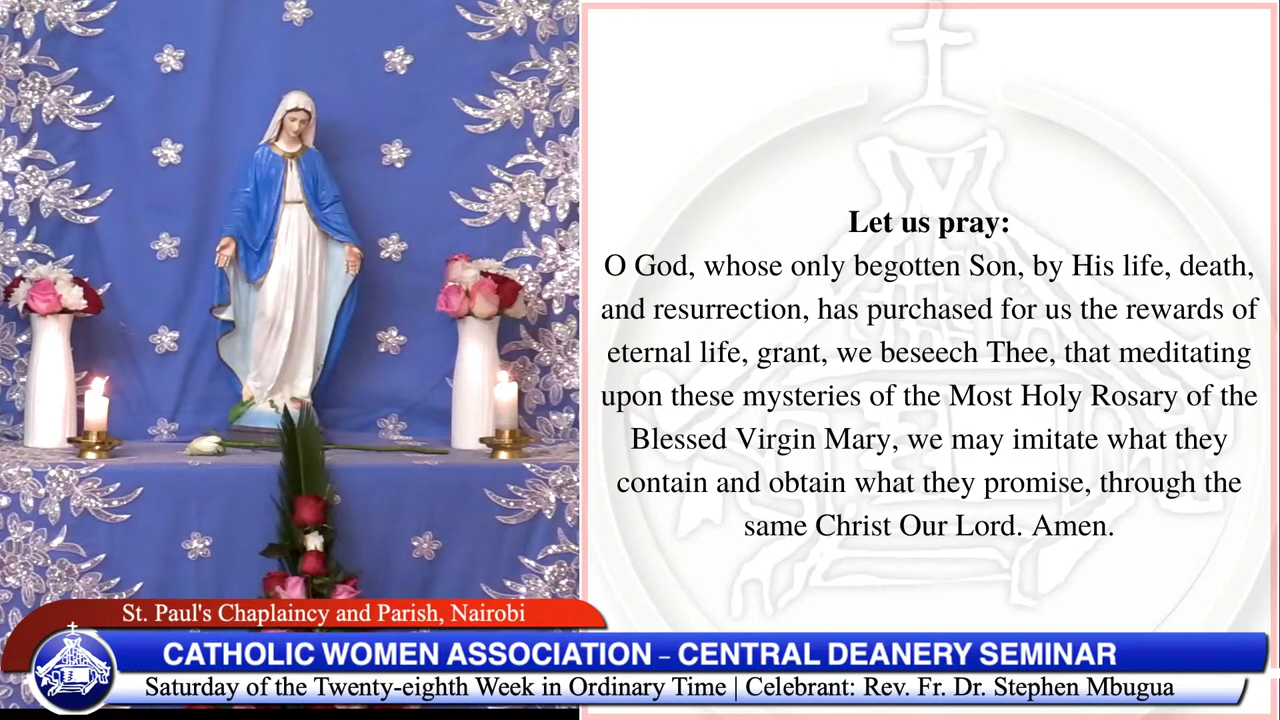 Let us pray:
O God, whose only begotten Son, by His life, death,
and resurrection, has purchased for us the rewards of
eternal life, grant, we beseech Thee, that meditating
upon these mysteries of the Most Holy Rosary of the
Blessed Virgin Mary, we may imitate what they
contain and obtain what they promise, through the
same Christ Our Lord. Amen.
St. Paul's Chaplaincy and Parish, Nairobi
CATHOLIC WOMEN ASSOCIATION – CENTRAL DEANERY SEMINAR
Saturday of the Twenty-eighth Week in Ordinary Time | Celebrant: Rev. Fr. Dr. Stephen Mbugua